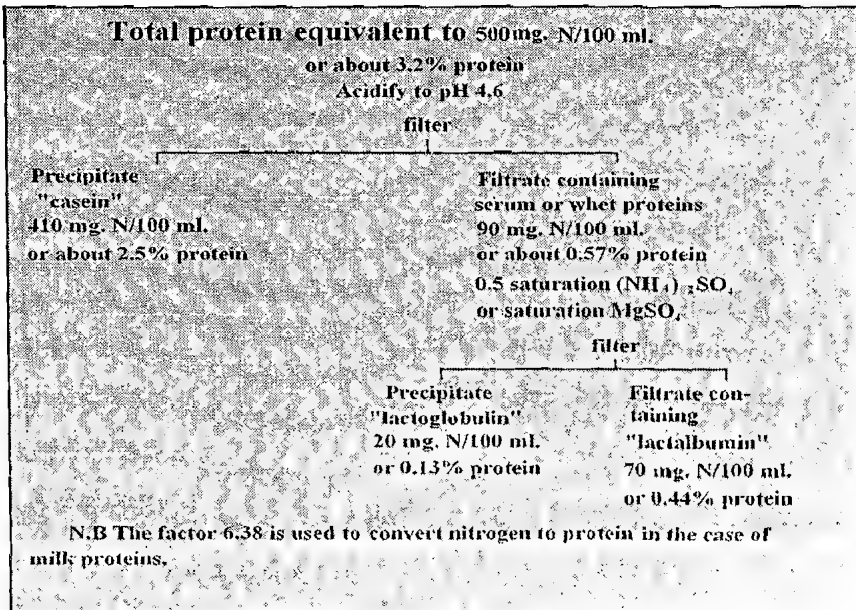 Total protein equivalent to 500mg. N/100 ml.
or about 3.2% protein
Acidify to pH 4.6
filter
Precipitate
"casein"
410 mg. N/100 ml.
or about 2.5% protein
Filtrate containing
serum or whet proteins
90 mg. N/100 ml.
or about 0.57% protein
0.5 saturation (NH4) 2SO4
or saturation MgSO4
filter
Precipitate
"lactoglobulin"
20 mg. N/100 ml.
or 0.13% protein
Filtrate con-
taining
"lactalbumin"
70 mg. N/100 ml.
or 0.44% protein
N.B The factor 6.38 is used to convert nitrogen to protein in the case of
milk proteins.